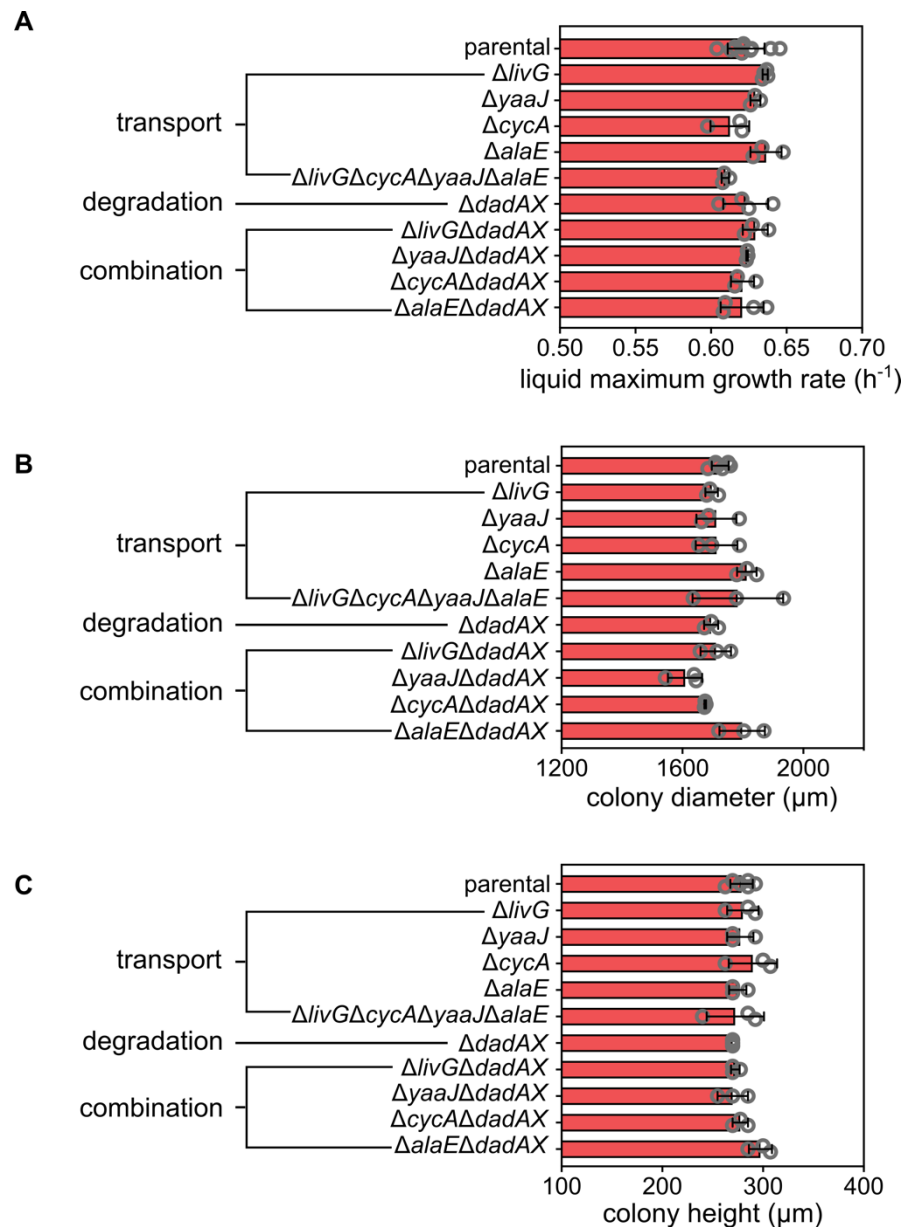 A
parental
ΔlivG
ΔyaaJ
transport
ΔcycA
ΔalaE
ΔlivGΔcycAΔyaaJΔalaE
degradation
ΔdadAX
ΔlivGΔdadAX
combination
ΔyaaJΔdadAX
ΔcycAΔdadAX
ΔalaEΔdadAX
0.50 0.55 0.60 0.65 0.70
liquid maximum growth rate (h⁻¹)
B
parental
ΔlivG
ΔyaaJ
transport
ΔcycA
ΔalaE
ΔlivGΔcycAΔyaaJΔalaE
degradation
ΔdadAX
ΔlivGΔdadAX
combination
ΔyaaJΔdadAX
ΔcycAΔdadAX
ΔalaEΔdadAX
1200 1600 2000
colony diameter (µm)
C
parental
ΔlivG
ΔyaaJ
transport
ΔcycA
ΔalaE
ΔlivGΔcycAΔyaaJΔalaE
degradation
ΔdadAX
ΔlivGΔdadAX
combination
ΔyaaJΔdadAX
ΔcycAΔdadAX
ΔalaEΔdadAX
100 200 300 400
colony height (µm)